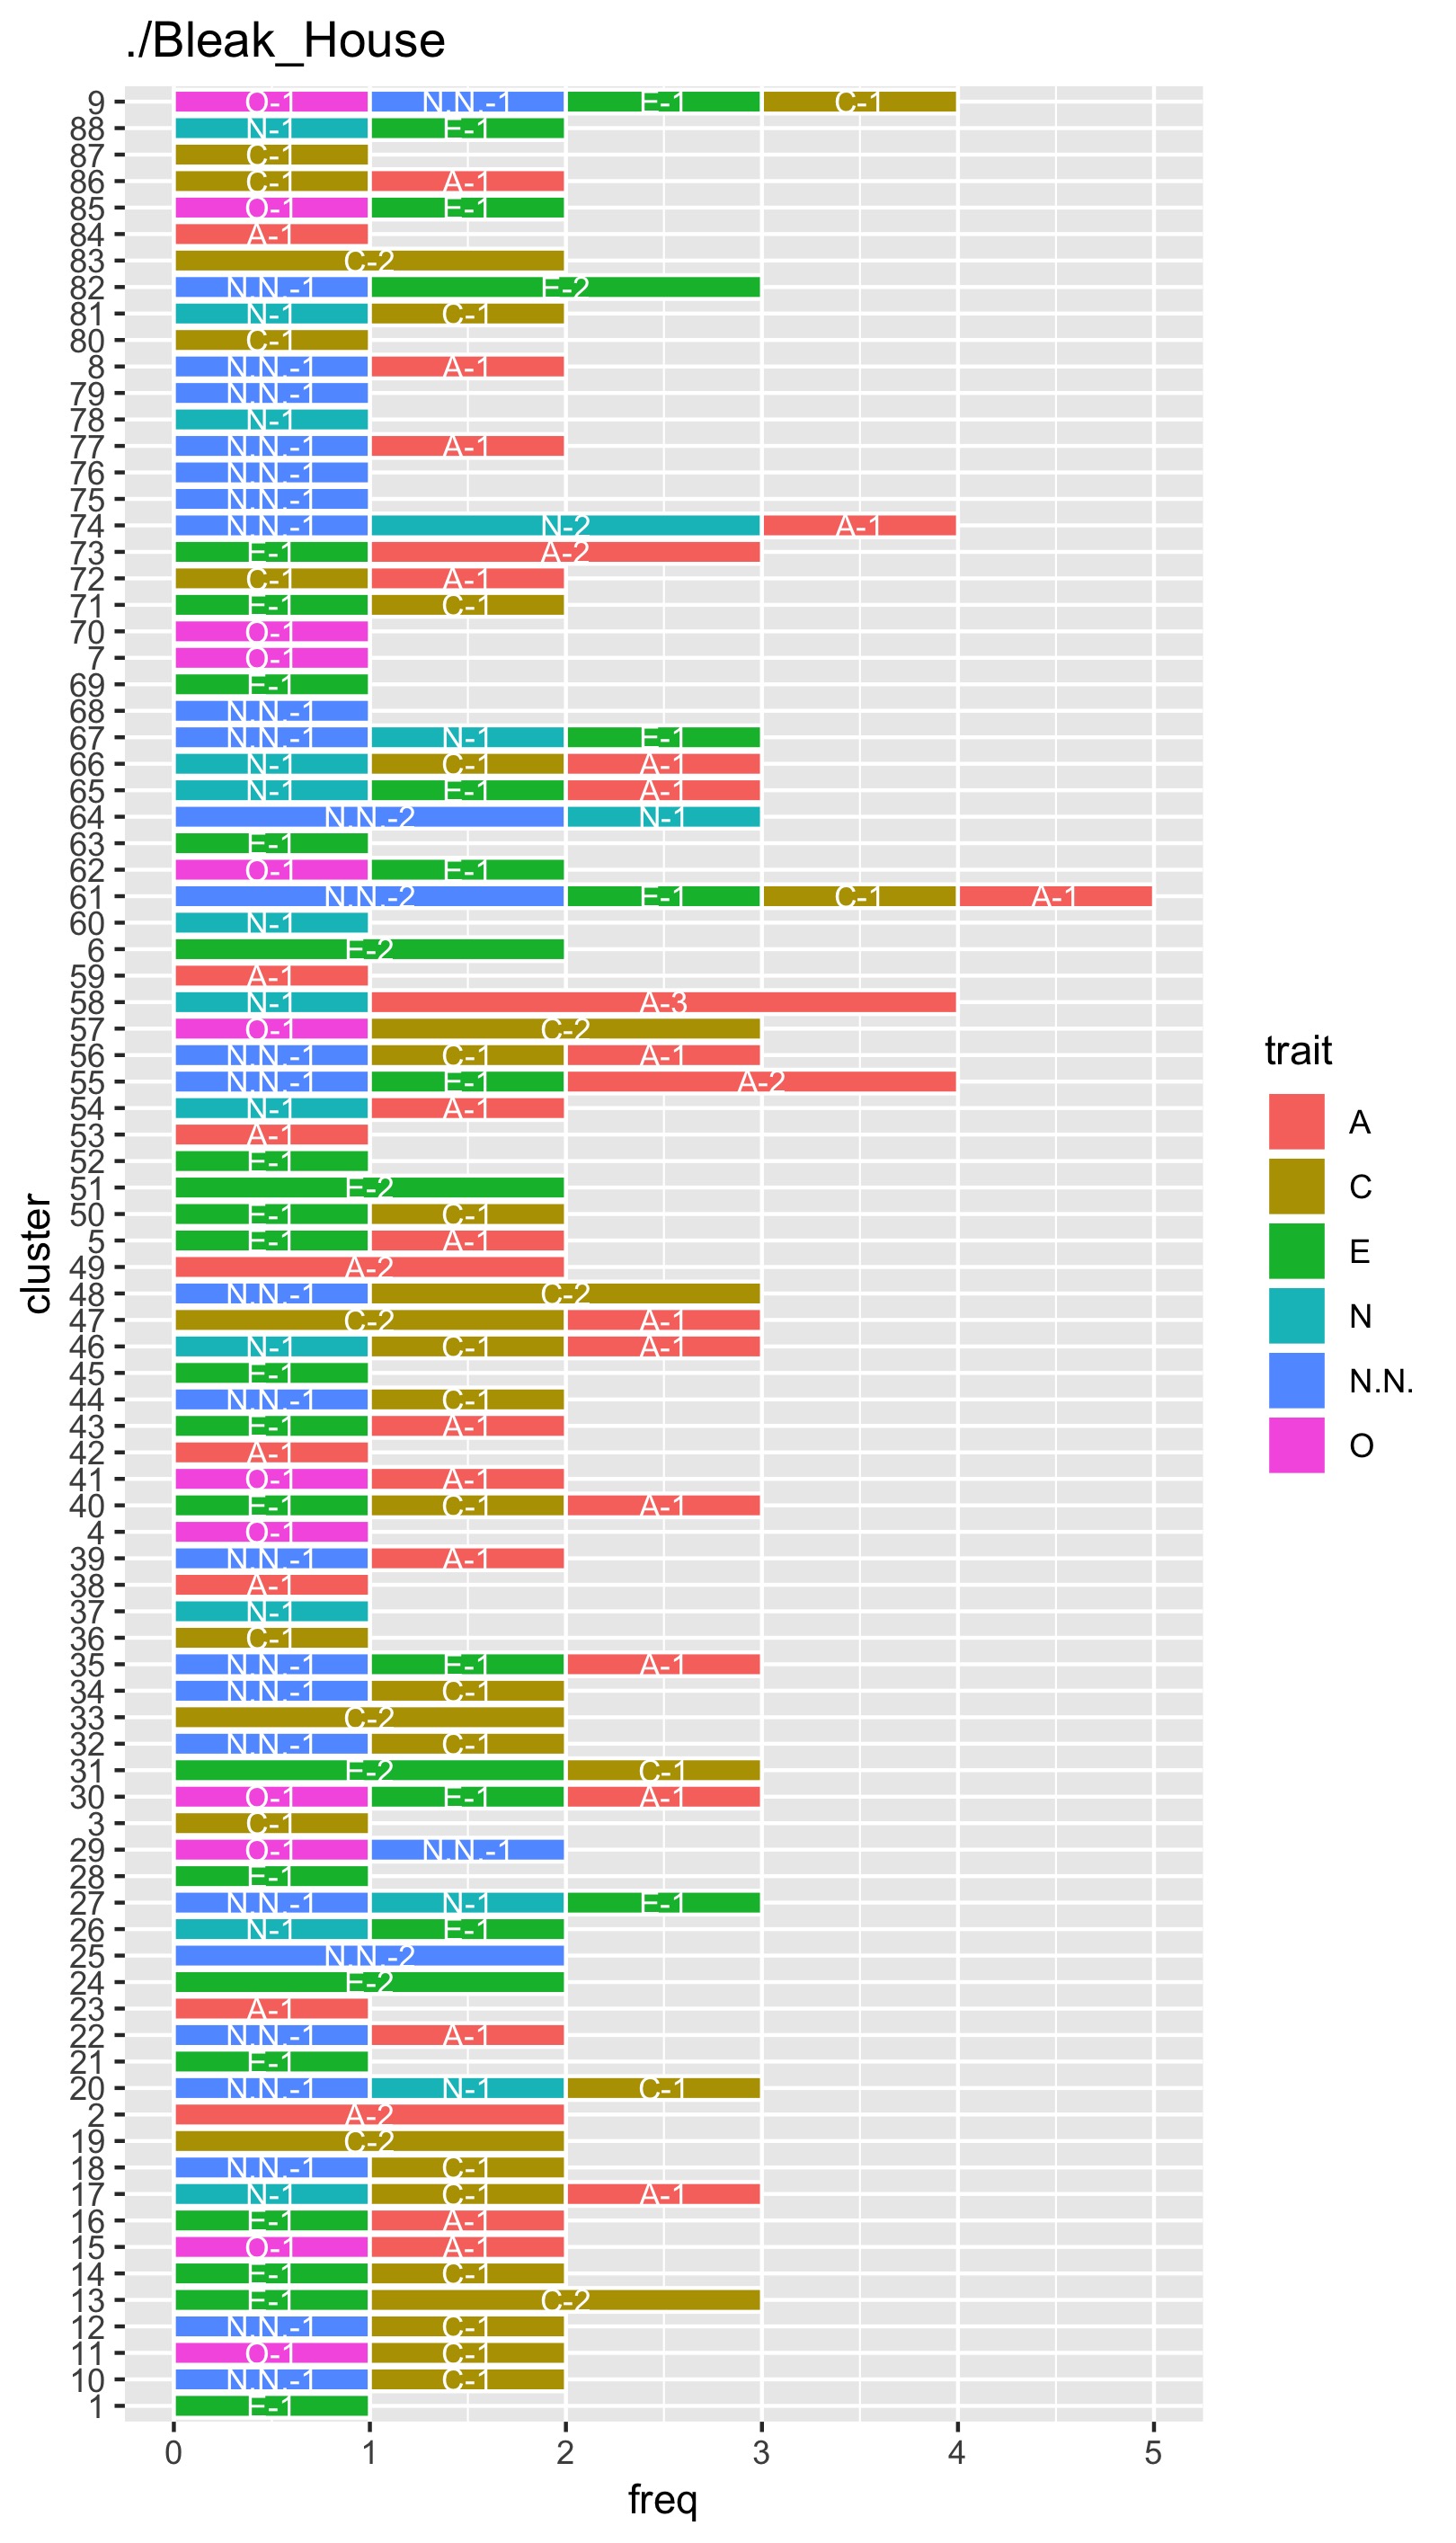 ./Bleak_House
9 O-1 N.N.-1 E-1 C-1
88 N-1 E-1
87 C-1
86 C-1 A-1
85 O-1 E-1
84 A-1
83 C-2
82 N.N.-1 E-2
81 N-1 C-1
80 C-1
8 N.N.-1 A-1
79 N.N.-1
78 N-1
77 N.N.-1 A-1
76 N.N.-1
75 N.N.-1
74 N.N.-1 N-2 A-1
73 E-1 A-2
72 C-1 A-1
71 E-1 C-1
70 O-1
7 O-1
69 E-1
68 N.N.-1
67 N.N.-1 N-1 E-1
66 N-1 C-1 A-1
65 N-1 E-1 A-1
64 N.N.-2 N-1
63 E-1
62 O-1 E-1
61 N.N.-2 E-1 C-1 A-1
60 N-1
6 E-2
59 A-1
58 N-1 A-3
57 O-1 C-2
56 N.N.-1 C-1 A-1
55 N.N.-1 E-1 A-2
54 N-1 A-1
53 A-1
52 E-1
51 E-2
50 E-1 C-1
5 E-1 A-1
49 A-2
48 N.N.-1 C-2
47 C-2 A-1
46 N-1 C-1 A-1
45 E-1
44 N.N.-1 C-1
43 E-1 A-1
42 A-1
41 O-1 A-1
40 E-1 C-1 A-1
4 O-1
39 N.N.-1 A-1
38 A-1
37 N-1
36 C-1
35 N.N.-1 E-1 A-1
34 N.N.-1 C-1
33 C-2
32 N.N.-1 C-1
31 E-2 C-1
30 O-1 E-1 A-1
3 C-1
29 O-1 N.N.-1
28 E-1
27 N.N.-1 N-1 E-1
26 N-1 E-1
25 N.N.-2
24 E-2
23 A-1
22 N.N.-1 A-1
21 E-1
20 N.N.-1 N-1 C-1
2 A-2
19 C-2
18 N.N.-1 C-1
17 N-1 C-1 A-1
16 E-1 A-1
15 O-1 A-1
14 E-1 C-1
13 E-1 C-2
12 N.N.-1 C-1
11 O-1 C-1
10 N.N.-1 C-1
1 E-1
0 1 2 3 4 5
freq
cluster
trait
A
C
E
N
N.N.
O